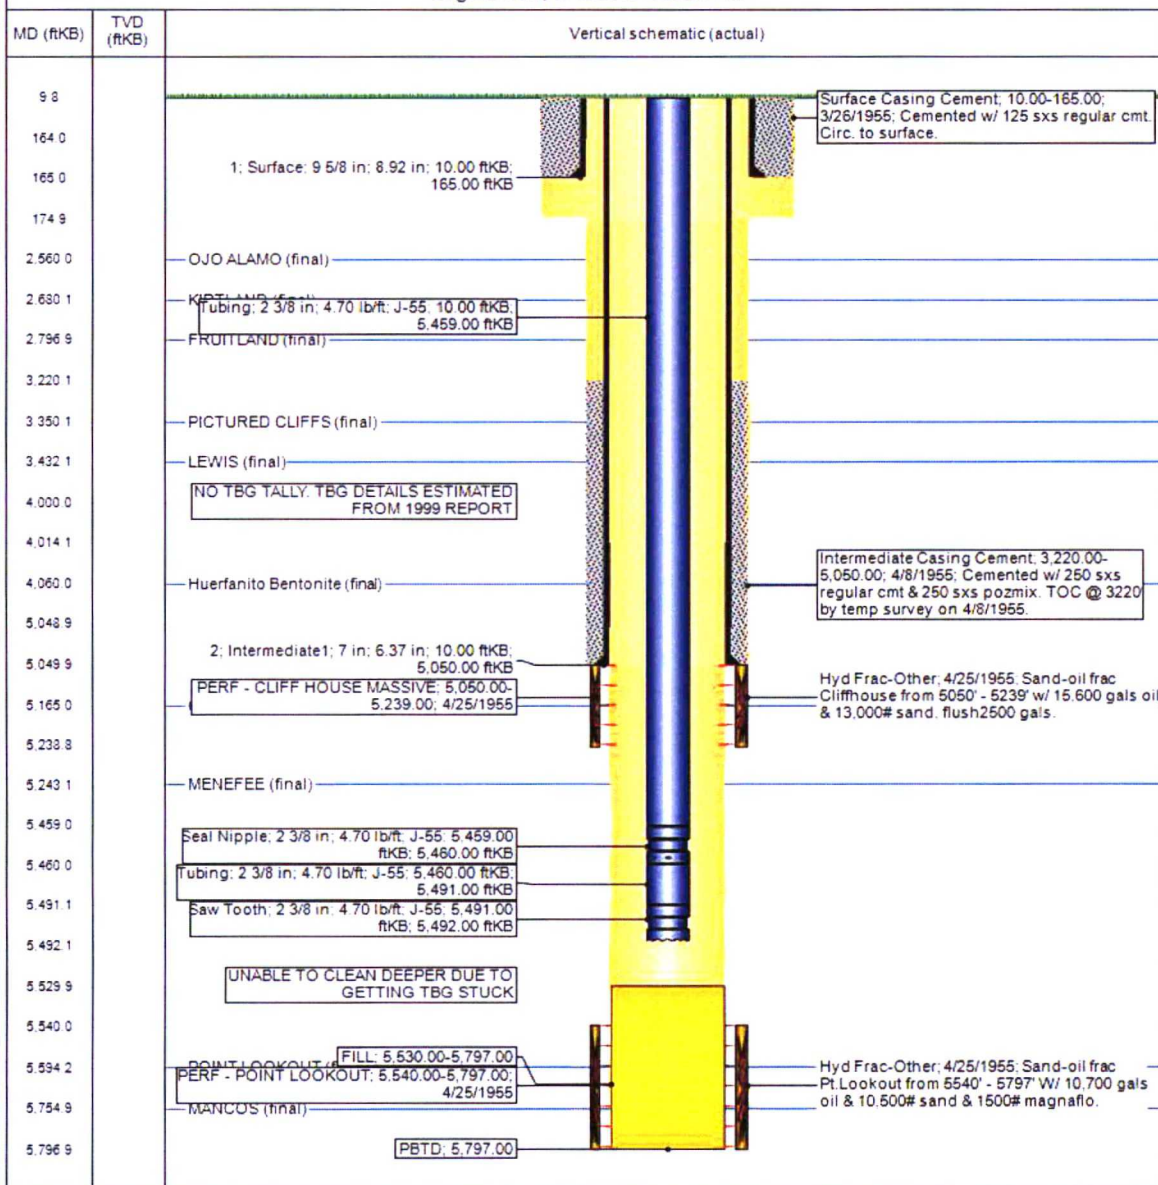 MD (ftKB)
TVD
(ftKB)
Vertical schematic (actual)
9.8
164.0
165.0
174.9
2,560.0
2,630.1
2,796.9
3,220.1
3,350.1
3,432.1
4,000.0
4,014.1
4,060.0
5,048.9
5,049.9
5,165.0
5,238.8
5,243.1
5,459.0
5,460.0
5,491.1
5,492.1
5,529.9
5,540.0
5,594.2
5,754.9
5,796.9
Surface Casing Cement; 10.00-165.00;
3/26/1955; Cemented w/ 125 sxs regular cmt.
Circ. to surface.
1; Surface; 9 5/8 in; 8.92 in; 10.00 ftKB;
165.00 ftKB
OJO ALAMO (final)
KIRTLAND (final)
Tubing; 2 3/8 in; 4.70 lb/ft; J-55; 10.00 ftKB;
5,459.00 ftKB
FRUITLAND (final)
PICTURED CLIFFS (final)
LEWIS (final)
NO TBG TALLY. TBG DETAILS ESTIMATED
FROM 1999 REPORT
Huerfanito Bentonite (final)
Intermediate Casing Cement; 3,220.00-
5,050.00; 4/8/1955; Cemented w/ 250 sxs
regular cmt & 250 sxs pozmix. TOC @ 3220
by temp survey on 4/8/1955.
2; Intermediate1; 7 in; 6.37 in; 10.00 ftKB;
5,050.00 ftKB
PERF - CLIFF HOUSE MASSIVE; 5,050.00-
5,239.00; 4/25/1955
Hyd Frac-Other; 4/25/1955; Sand-oil frac
Cliffhouse from 5050' - 5239' w/ 15,600 gals oil
& 13,000# sand. flush2500 gals.
MENEFEE (final)
Seal Nipple; 2 3/8 in; 4.70 lb/ft; J-55; 5,459.00
ftKB; 5,460.00 ftKB
Tubing; 2 3/8 in; 4.70 lb/ft; J-55; 5,460.00 ftKB;
5,491.00 ftKB
Saw Tooth; 2 3/8 in; 4.70 lb/ft; J-55; 5,491.00
ftKB; 5,492.00 ftKB
UNABLE TO CLEAN DEEPER DUE TO
GETTING TBG STUCK
FILL; 5,530.00-5,797.00
POINT LOOKOUT
PERF - POINT LOOKOUT; 5,540.00-5,797.00;
4/25/1955
Hyd Frac-Other; 4/25/1955; Sand-oil frac
Pt.Lookout from 5540' - 5797' W/ 10,700 gals
oil & 10,500# sand & 1500# magnaflo.
MANCOS (final)
PBTD; 5,797.00